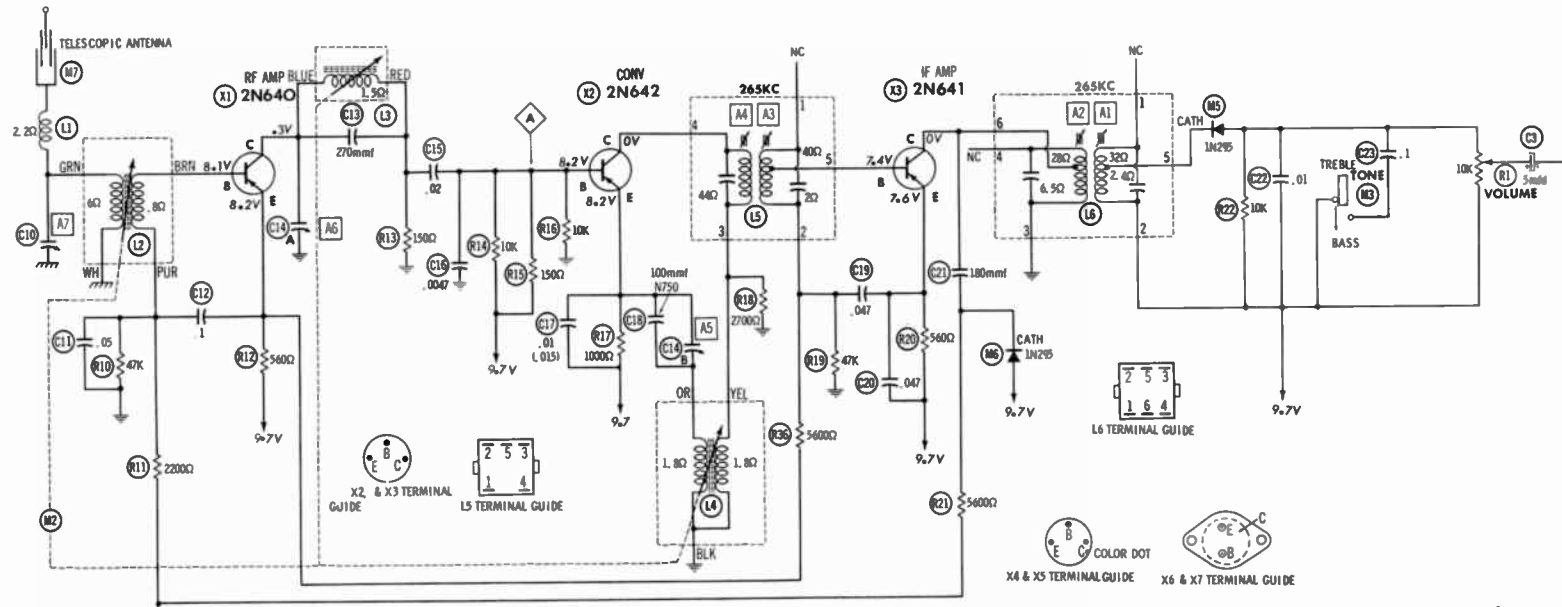 TELESCOPIC ANTENNA
M7
2.2Ω
L1
GRN
BRN
6Ω
.8Ω
L2
C10
A7
WH
PUR
RF AMP
X1 2N640
BLUE
RED
1.5Ω
L3
C13
270mmf
.3V
C
8.1V
B
E
8.2V
C14
A
A6
C12
.1
C11
.05
R10
47K
R12
560Ω
9.7V
R11
2200Ω
M2
C15
.02
A
R13
150Ω
C16
.0047
R14
10K
R15
150Ω
9.7V
R16
10K
CONV
X2 2N642
C
0V
8.2V
B
8.2V
E
100mmf
N750
C17
.01
(.015)
R17
1000Ω
C18
C14
B
A5
9.7
R18
2700Ω
OR
YEL
1.8Ω
1.8Ω
L4
BLK
265KC
NC
A4
A3
4
1
40Ω
5
44Ω
2Ω
L5
3
2
IF AMP
X3 2N641
C
0V
7.4V
B
7.6V
E
C19
.047
R19
47K
C20
.047
R20
560Ω
9.7V
R36
5600Ω
C21
180mmf
CATH
M6
1N295
9.7V
R21
5600Ω
265KC
NC
A2
A1
6
1
NC
4
28Ω
32Ω
5
6.5Ω
2.4Ω
L6
3
2
CATH
M5
1N295
R22
10K
C22
.01
C23
.1
TREBLE
TONE
M3
BASS
10K
R1
VOLUME
C3
5mfd
9.7V
B
E C
X2, & X3 TERMINAL
GUIDE
2 5 3
1 4
L5 TERMINAL GUIDE
2 5 3
1 6 4
L6 TERMINAL GUIDE
B
E C
COLOR DOT
X4 & X5 TERMINAL GUIDE
C
E
B
X6 & X7 TERMINAL GUIDE